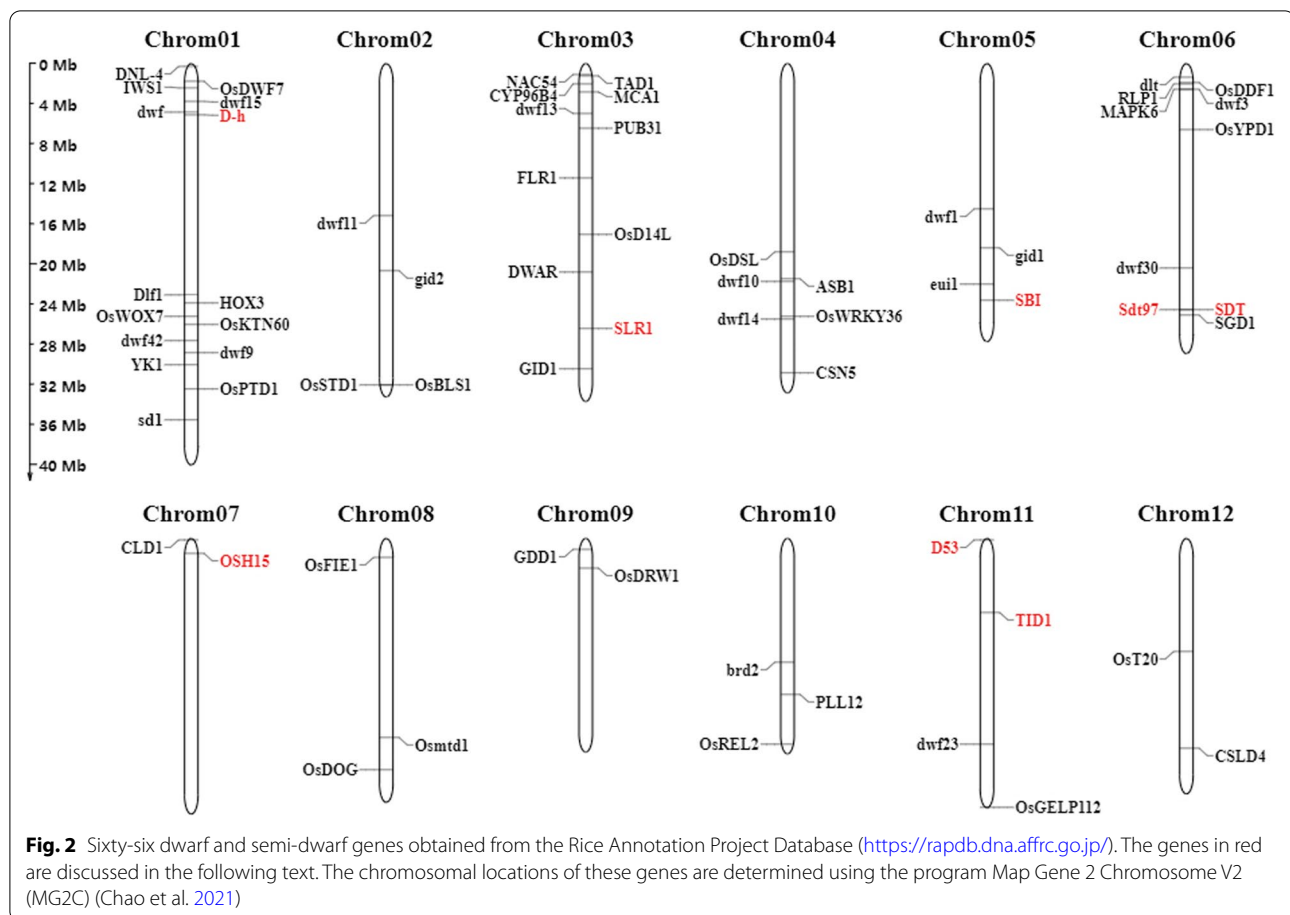 Chrom01 Chrom02 Chrom03 Chrom04 Chrom05 Chrom06
0 Mb
4 Mb
8 Mb
12 Mb
16 Mb
20 Mb
24 Mb
28 Mb
32 Mb
36 Mb
40 Mb
DNL-4
OsDWF7
IWS1
dwf15
dwf
D-h
Dlf1
HOX3
OsWOX7
OsKTN60
dwf42
dwf9
YK1
OsPTD1
sd1
dwf11
gid2
OsSTD1 OsBLS1
NAC54 TAD1
CYP96B4 MCA1
dwf13
PUB31
FLR1
OsD14L
DWAR
SLR1
GID1
OsDSL
dwf10 ASB1
OsWRKY36
dwf14
CSN5
dwf1
gid1
eui1
SBI
dlt OsDDF1
RLP1 dwf3
MAPK6
OsYPD1
dwf30
Sdt97 SDT
SGD1
Chrom07 Chrom08 Chrom09 Chrom10 Chrom11 Chrom12
CLD1
OSH15
OsFIE1
Osmtd1
OsDOG
GDD1
OsDRW1
brd2
PLL12
OsREL2
D53
TID1
dwf23
OsGELP112
OsT20
CSLD4
Fig. 2 Sixty-six dwarf and semi-dwarf genes obtained from the Rice Annotation Project Database (https://rapdb.dna.affrc.go.jp/). The genes in red
are discussed in the following text. The chromosomal locations of these genes are determined using the program Map Gene 2 Chromosome V2
(MG2C) (Chao et al. 2021)